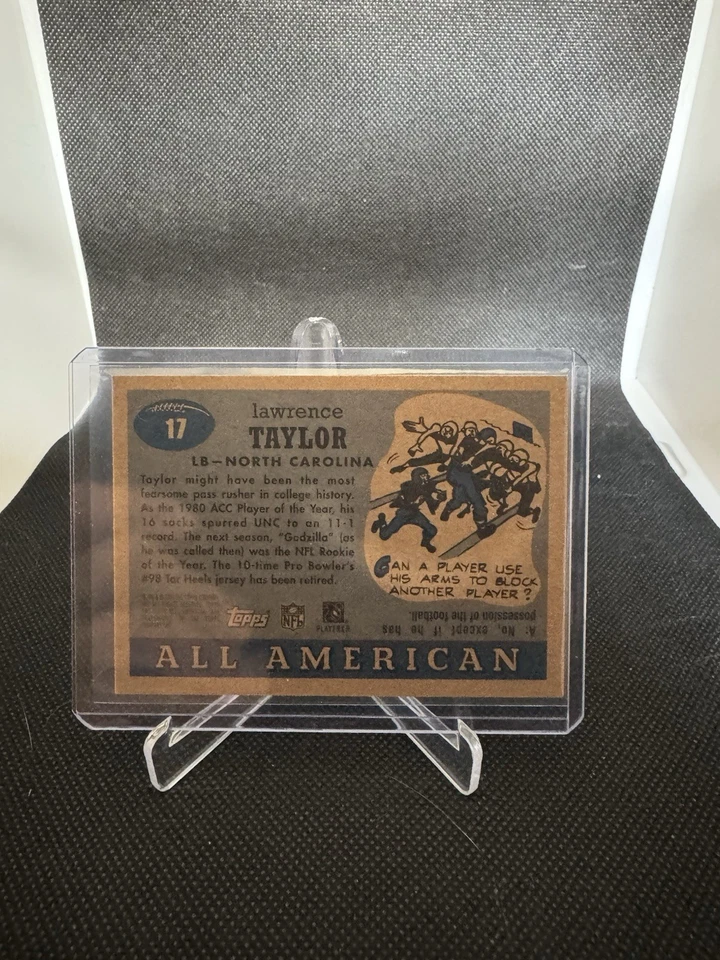 17
lawrence
TAYLOR
LB—NORTH CAROLINA
Taylor might have been the most
fearsome pass rusher in college history.
As the 1980 ACC Player of the Year, his
16 sacks spurred UNC to an 11-1
record. The next season, "Godzilla" (as
he was called then) was the NFL Rookie
of the Year. The 10-time Pro Bowler's
#98 Tar Heels jersey has been retired.
CAN A PLAYER USE
HIS ARMS TO BLOCK
ANOTHER PLAYER?
A: No, except if he has
possession of the football.
Topps
NFL
PLAYERS
ALL AMERICAN